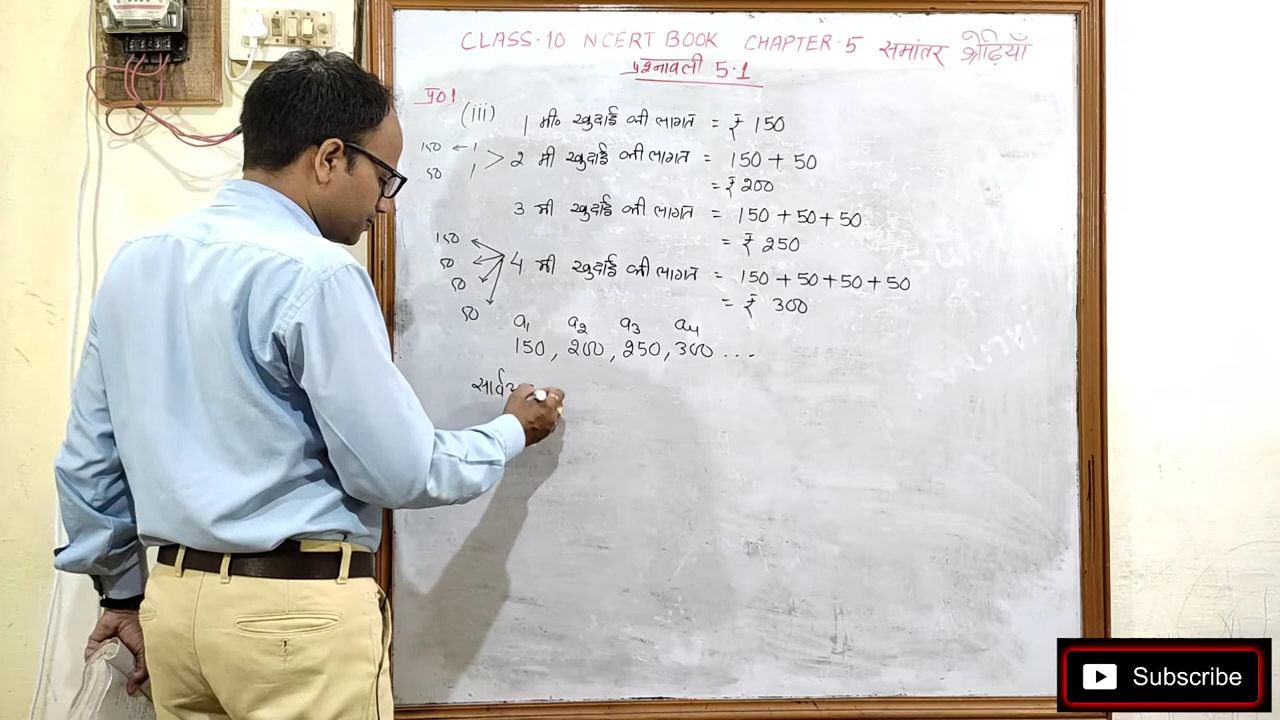 CLASS-10 NCERT BOOK CHAPTER-5 समांतर श्रेढ़ियाँ
प्रश्नावली 5.1
प्र01
(iii) 1 मी० खुदाई की लागत = ₹ 150
150 ← 1
50 1 > 2 मी खुदाई की लागत = 150 + 50
= ₹ 200
3 मी खुदाई की लागत = 150 + 50 + 50
= ₹ 250
150
50
50
50
4 मी खुदाई की लागत = 150 + 50 + 50 + 50
= ₹ 300
a1 a2 a3 a4
150, 200, 250, 300 ...
Subscribe